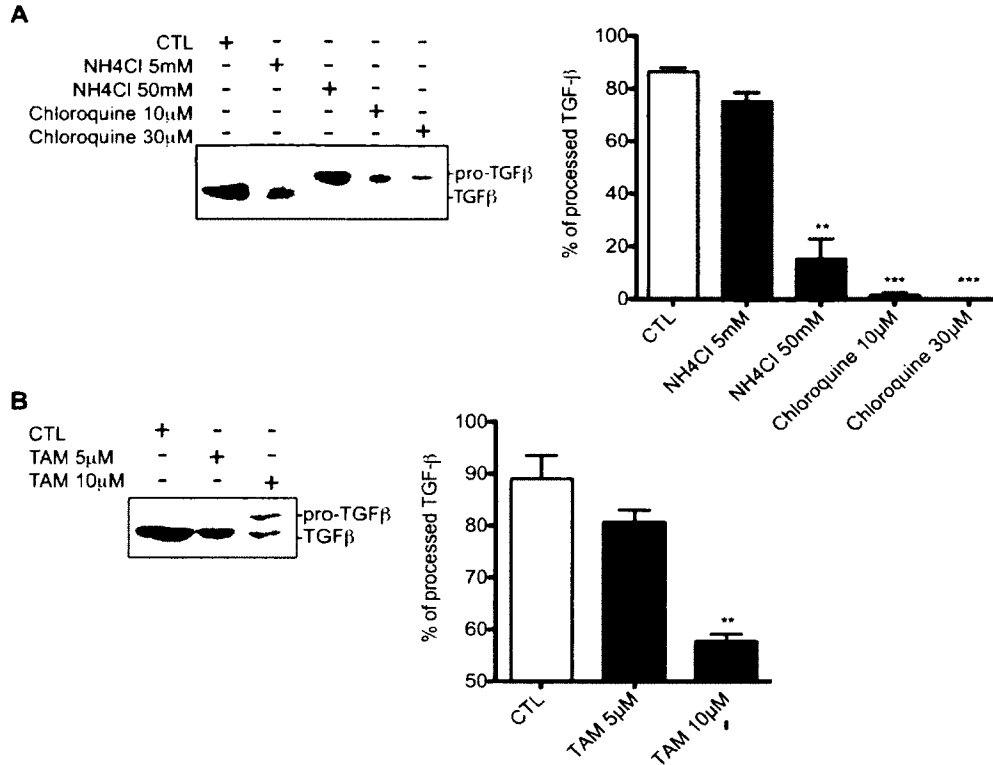 A
CTL + - - - -
NH4Cl 5mM - + - - -
NH4Cl 50mM - - + - -
Chloroquine 10µM - - - + -
Chloroquine 30µM - - - - +
pro-TGFβ
TGFβ
% of processed TGF-β
100
80
60
40
20
0
**
***
***
CTL
NH4Cl 5mM
NH4Cl 50mM
Chloroquine 10µM
Chloroquine 30µM
B
CTL + - -
TAM 5µM - + -
TAM 10µM - - +
pro-TGFβ
TGFβ
% of processed TGF-β
100
90
80
70
60
50
**
CTL
TAM 5µM
TAM 10µM